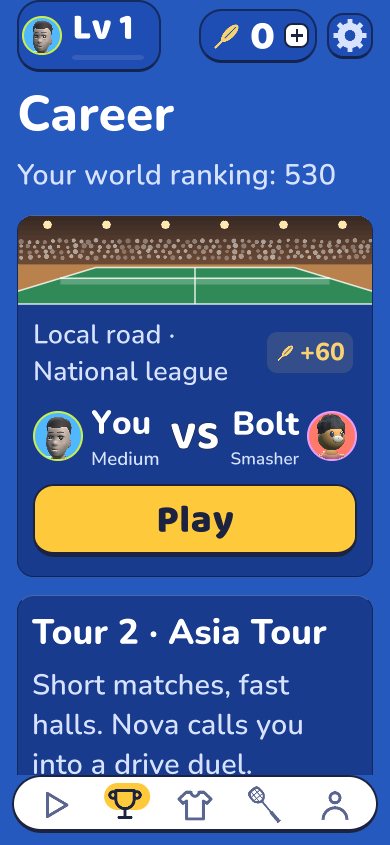 Lv 1
0
Career
Your world ranking: 530
Local road ·
National league
+60
You
Medium
VS
Bolt
Smasher
Play
Tour 2 · Asia Tour
Short matches, fast
halls. Nova calls you
into a drive duel.